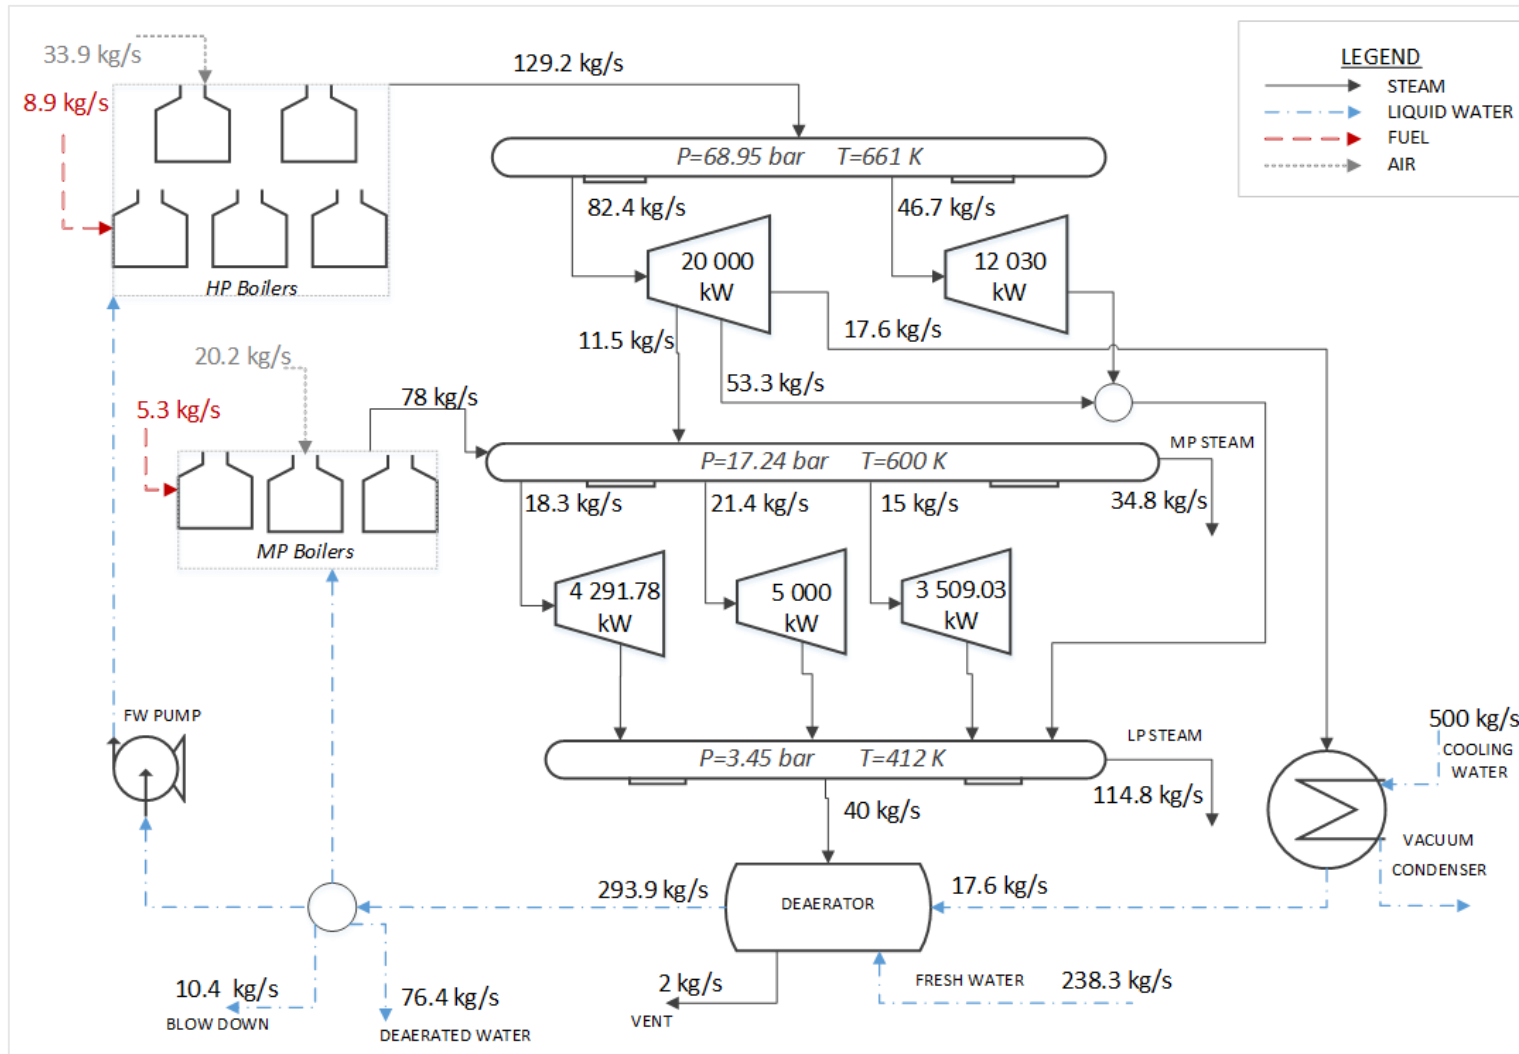 33.9 kg/s
8.9 kg/s
HP Boilers
129.2 kg/s
LEGEND
STEAM
LIQUID WATER
FUEL
AIR
P=68.95 bar T=661 K
82.4 kg/s
46.7 kg/s
20 000
kW
12 030
kW
11.5 kg/s
17.6 kg/s
53.3 kg/s
20.2 kg/s
5.3 kg/s
78 kg/s
MP Boilers
P=17.24 bar T=600 K
MP STEAM
34.8 kg/s
18.3 kg/s
21.4 kg/s
15 kg/s
4 291.78
kW
5 000
kW
3 509.03
kW
FW PUMP
P=3.45 bar T=412 K
LP STEAM
114.8 kg/s
500 kg/s
COOLING
WATER
VACUUM
CONDENSER
40 kg/s
DEAERATOR
293.9 kg/s
17.6 kg/s
FRESH WATER 238.3 kg/s
2 kg/s
VENT
10.4 kg/s
BLOW DOWN
76.4 kg/s
DEAERATED WATER